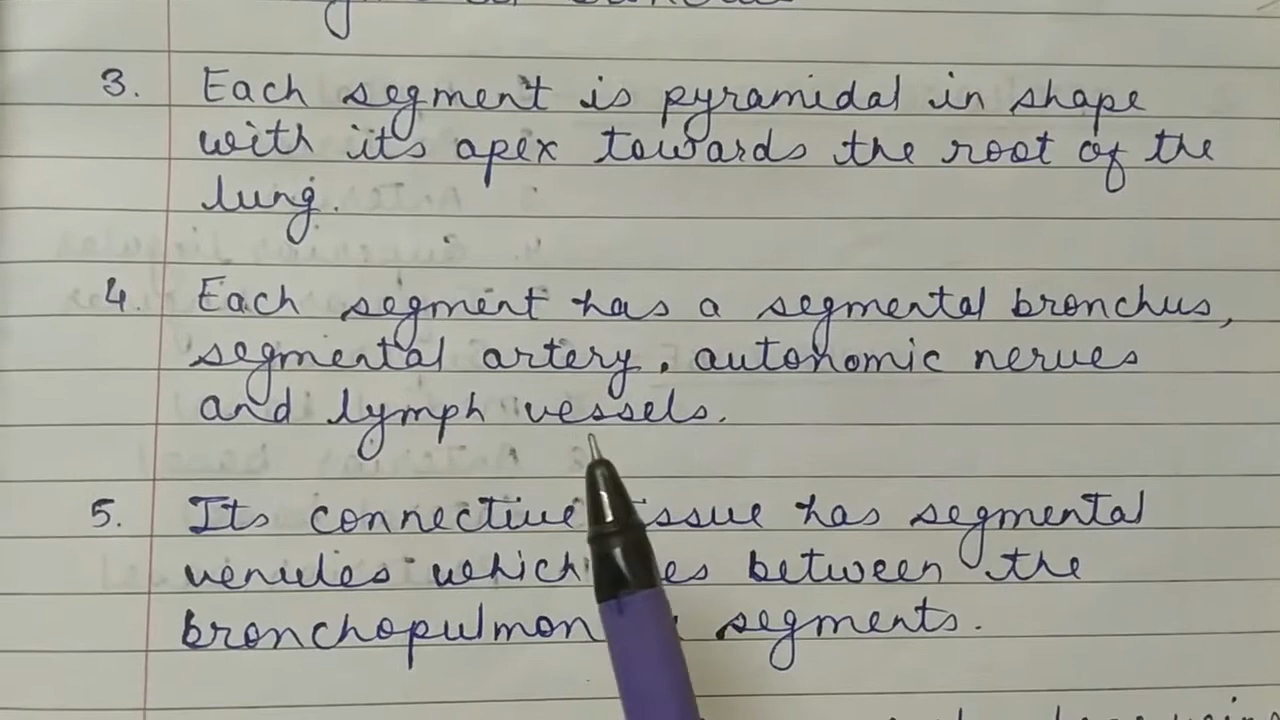 3. Each segment is pyramidal in shape
with its apex towards the root of the
lung.
4. Each segment has a segmental bronchus,
segmental artery, autonomic nerves
and lymph vessels.
5. Its connective tissue has segmental
venules which between the
segments.